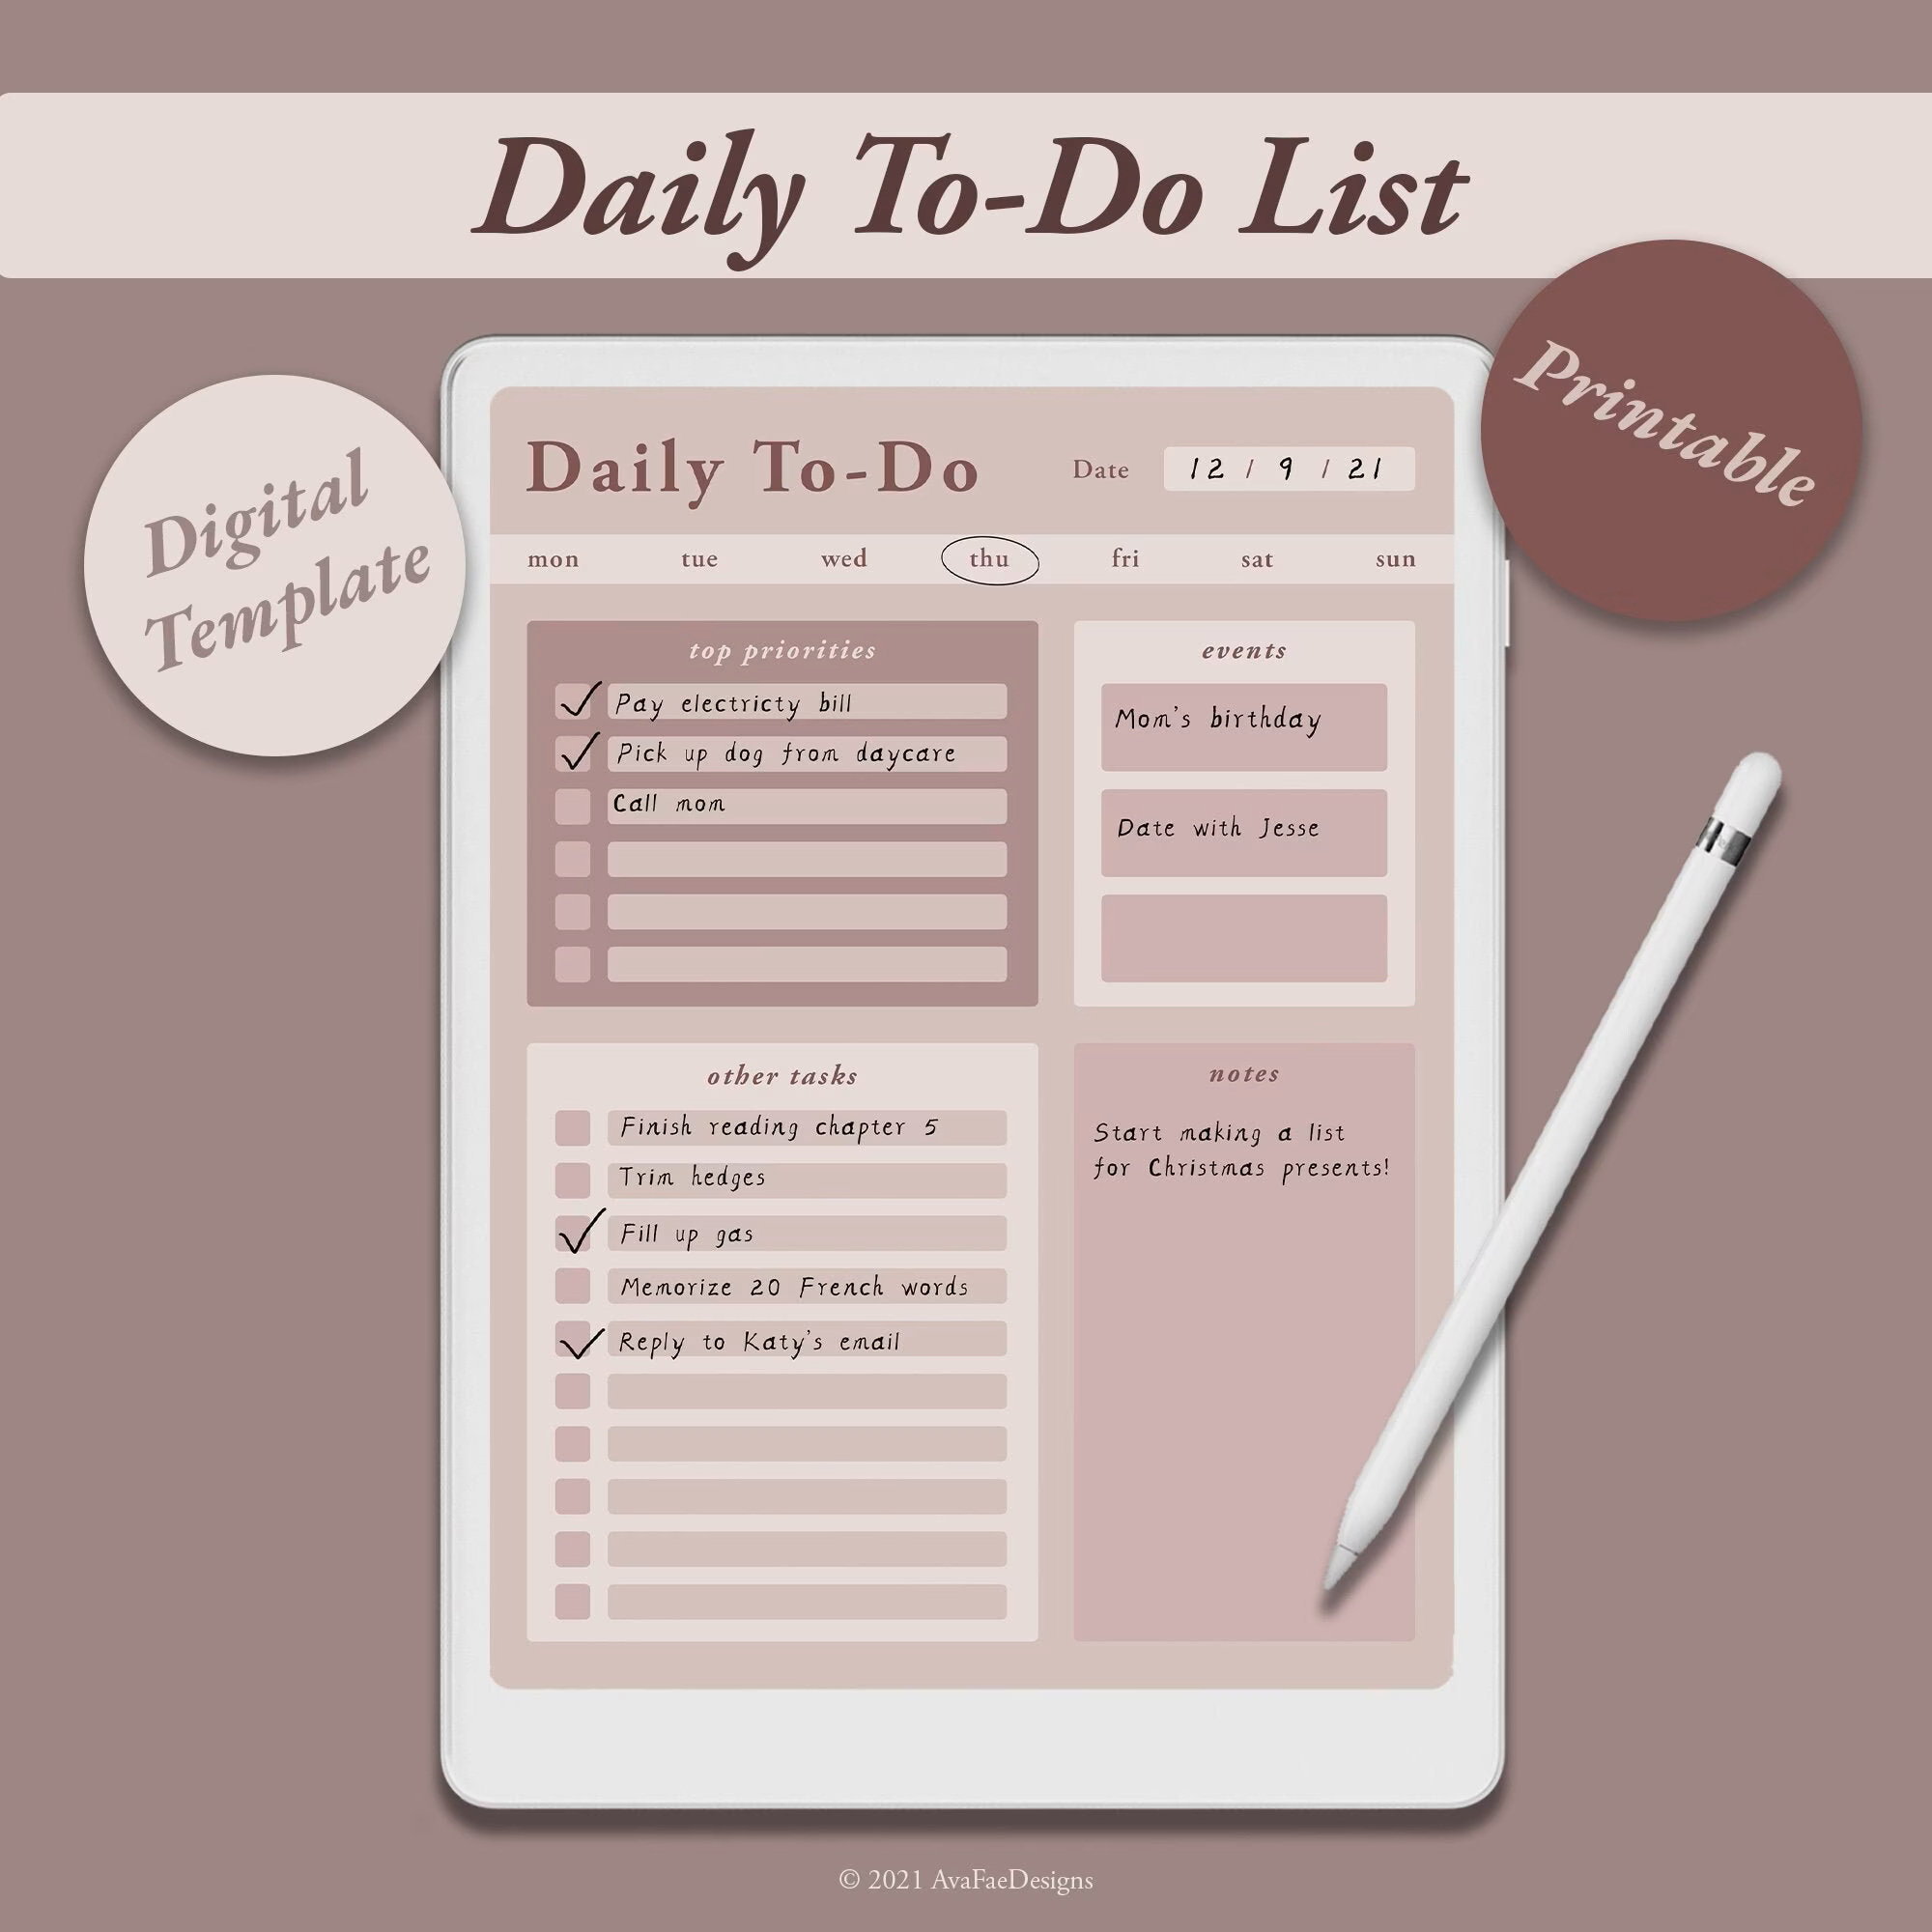 Daily To-Do List
Printable
Digital
Template
Daily To-Do
Date 12 / 9 / 21
mon tue wed thu fri sat sun
top priorities
Pay electricty bill
Pick up dog from daycare
Call mom
events
Mom's birthday
Date with Jesse
other tasks
Finish reading chapter 5
Trim hedges
Fill up gas
Memorize 20 French words
Reply to Katy's email
notes
Start making a list
for Christmas presents!
© 2021 AvaFaeDesigns